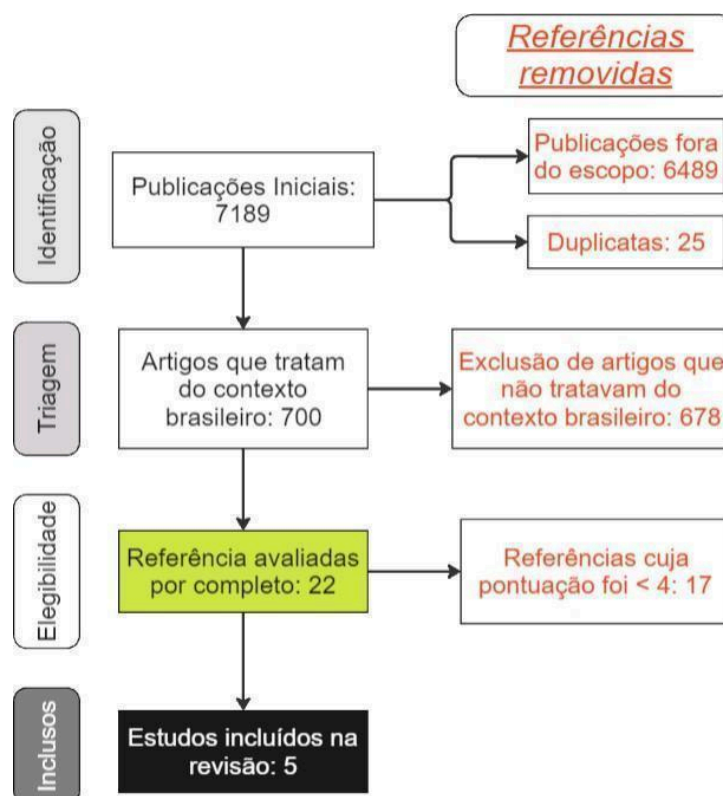 Referências
removidas
Identificação
Publicações Iniciais:
7189
Publicações fora
do escopo: 6489
Duplicatas: 25
Triagem
Artigos que tratam
do contexto
brasileiro: 700
Exclusão de artigos que
não tratavam do
contexto brasileiro: 678
Elegibilidade
Referência avaliadas
por completo: 22
Referências cuja
pontuação foi < 4: 17
Inclusos
Estudos incluídos na
revisão: 5